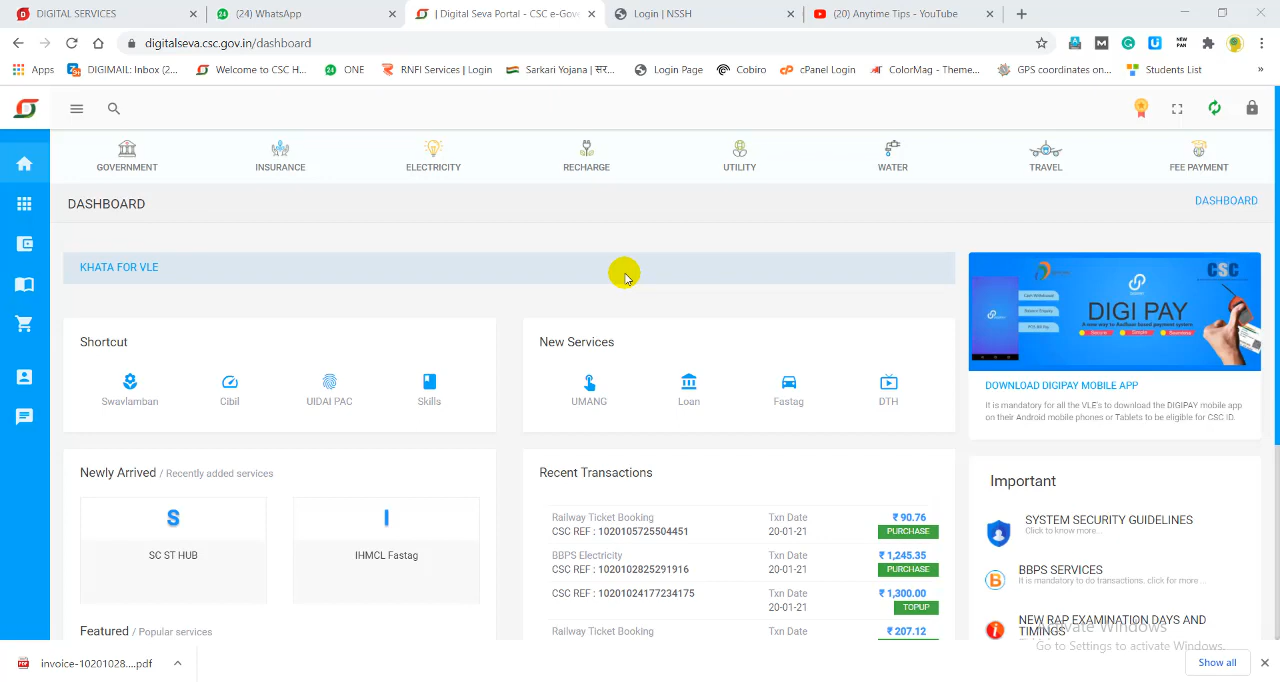 DIGITAL SERVICES
(24) WhatsApp
| Digital Seva Portal - CSC e-Gove
Login | NSSH
(20) Anytime Tips - YouTube
digitalseva.csc.gov.in/dashboard
NEW PAN
Apps
DIGIMAIL: Inbox (2...
Welcome to CSC H...
ONE
RNFI Services | Login
Sarkari Yojana | सर...
Login Page
Cobiro
cPanel Login
ColorMag - Theme...
GPS coordinates on...
Students List
»
GOVERNMENT
INSURANCE
ELECTRICITY
RECHARGE
UTILITY
WATER
TRAVEL
FEE PAYMENT
DASHBOARD
DASHBOARD
KHATA FOR VLE
CSC
DIGI PAY
Shortcut
Swavlamban
Cibil
UIDAI PAC
Skills
New Services
UMANG
Loan
Fastag
DTH
DOWNLOAD DIGIPAY MOBILE APP
It is mandatory for all the VLE's to download the DIGIPAY mobile app
on their Android mobile phones or Tablets to be eligible for CSC ID.
Newly Arrived / Recently added services
S
SC ST HUB
I
IHMCL Fastag
Featured / Popular services
Recent Transactions
Railway Ticket Booking Txn Date ₹ 90.76
CSC REF : 1020105725504451 20-01-21 PURCHASE
BBPS Electricity Txn Date ₹ 1,245.35
CSC REF : 1020102825291916 20-01-21 PURCHASE
CSC REF : 10201024177234175 Txn Date ₹ 1,300.00
20-01-21 TOPUP
Railway Ticket Booking Txn Date ₹ 207.12
Important
SYSTEM SECURITY GUIDELINES
Click to know more...
BBPS SERVICES
It is mandatory to do transactions. click for more ...
NEW RAP EXAMINATION DAYS AND
TIMINGS
Activate Windows
Go to Settings to activate Windows.
invoice-10201028....pdf
Show all